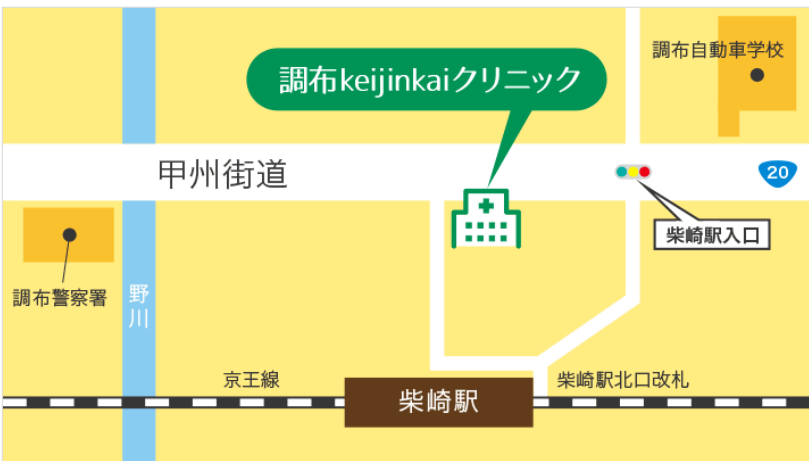 調布自動車学校
調布keijinkaiクリニック
甲州街道
20
柴崎駅入口
調布警察署
野川
京王線
柴崎駅北口改札
柴崎駅